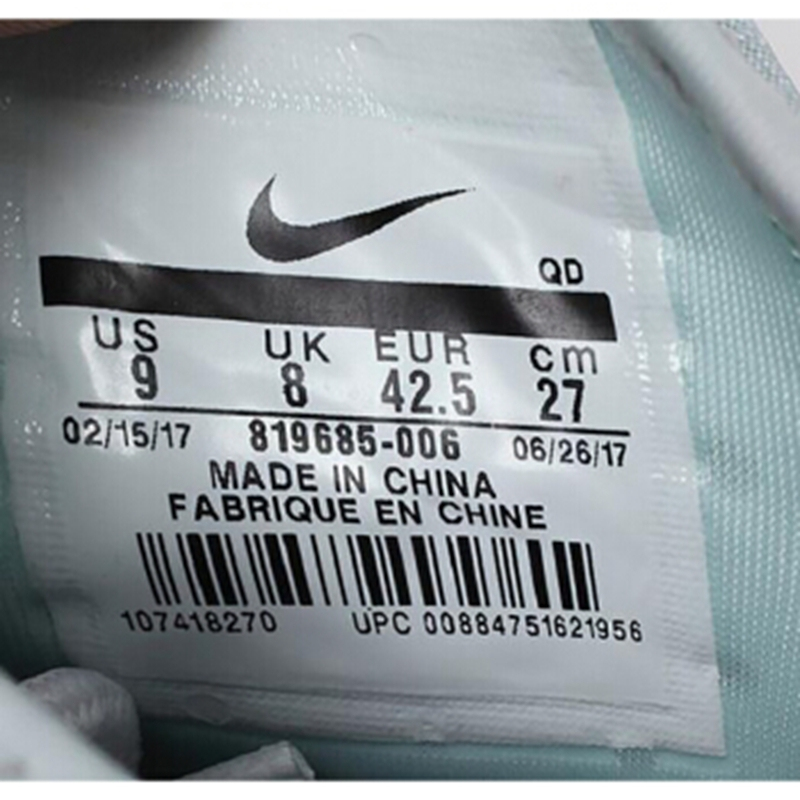 QD
US UK EUR cm
9 8 42.5 27
02/15/17 819685-006 06/26/17
MADE IN CHINA
FABRIQUE EN CHINE
107418270 UPC 00884751621956